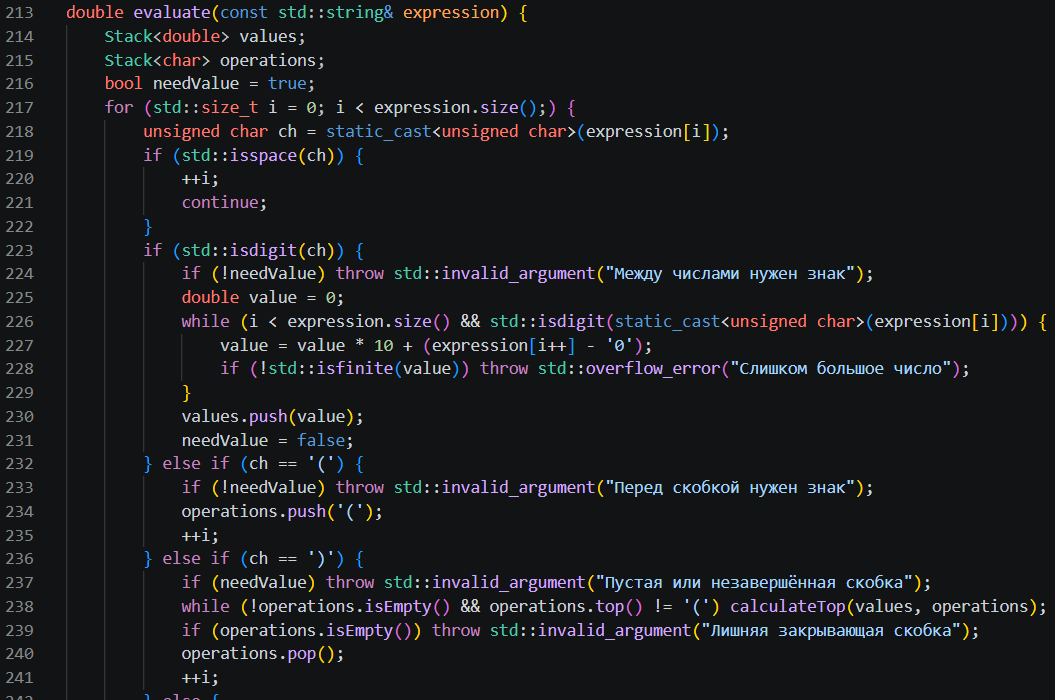 213 double evaluate(const std::string& expression) {
214     Stack<double> values;
215     Stack<char> operations;
216     bool needValue = true;
217     for (std::size_t i = 0; i < expression.size();) {
218         unsigned char ch = static_cast<unsigned char>(expression[i]);
219         if (std::isspace(ch)) {
220             ++i;
221             continue;
222         }
223         if (std::isdigit(ch)) {
224             if (!needValue) throw std::invalid_argument("Между числами нужен знак");
225             double value = 0;
226             while (i < expression.size() && std::isdigit(static_cast<unsigned char>(expression[i]))) {
227                 value = value * 10 + (expression[i++] - '0');
228                 if (!std::isfinite(value)) throw std::overflow_error("Слишком большое число");
229             }
230             values.push(value);
231             needValue = false;
232         } else if (ch == '(') {
233             if (!needValue) throw std::invalid_argument("Перед скобкой нужен знак");
234             operations.push('(');
235             ++i;
236         } else if (ch == ')') {
237             if (needValue) throw std::invalid_argument("Пустая или незавершённая скобка");
238             while (!operations.isEmpty() && operations.top() != '(') calculateTop(values, operations);
239             if (operations.isEmpty()) throw std::invalid_argument("Лишняя закрывающая скобка");
240             operations.pop();
241             ++i;
242         } else {